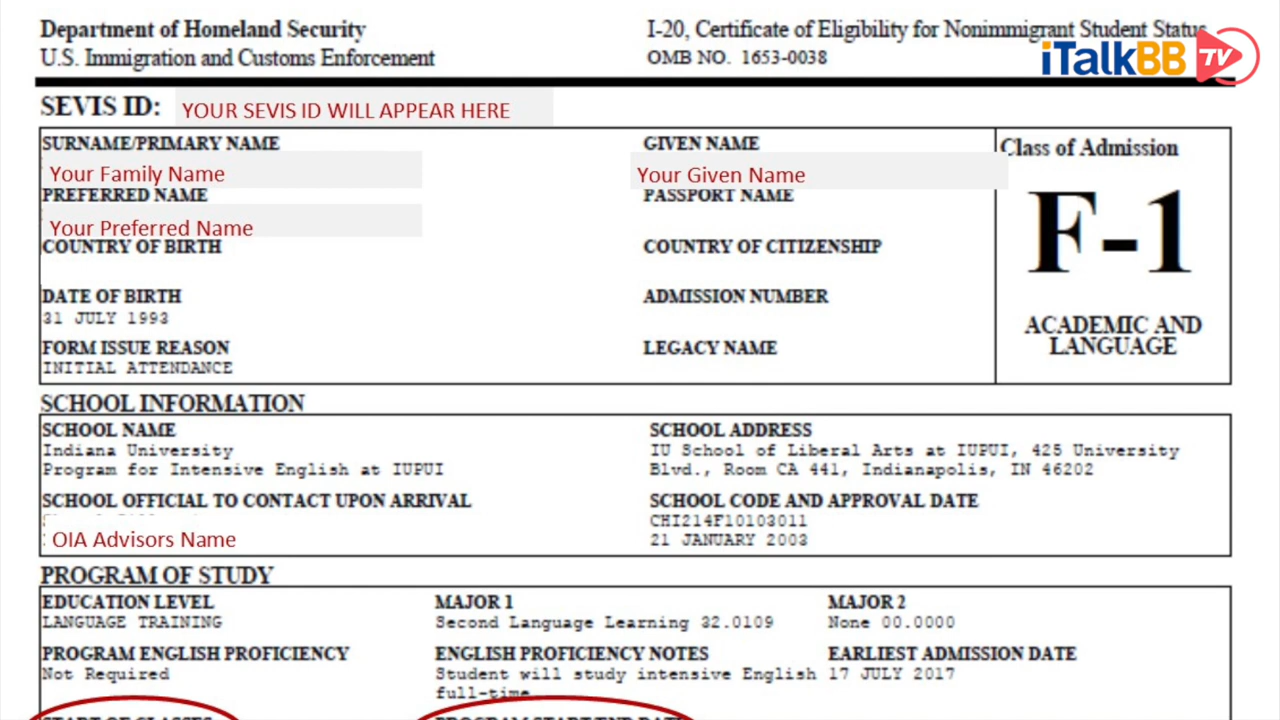 Department of Homeland Security
U.S. Immigration and Customs Enforcement
I-20, Certificate of Eligibility for Nonimmigrant Student Status
OMB NO. 1653-0038
iTalkBB TV
SEVIS ID: YOUR SEVIS ID WILL APPEAR HERE
SURNAME/PRIMARY NAME
Your Family Name
GIVEN NAME
Your Given Name
PREFERRED NAME
Your Preferred Name
PASSPORT NAME
COUNTRY OF BIRTH
COUNTRY OF CITIZENSHIP
DATE OF BIRTH
31 JULY 1993
ADMISSION NUMBER
FORM ISSUE REASON
INITIAL ATTENDANCE
LEGACY NAME
Class of Admission
F-1
ACADEMIC AND
LANGUAGE
SCHOOL INFORMATION
SCHOOL NAME
Indiana University
Program for Intensive English at IUPUI
SCHOOL ADDRESS
IU School of Liberal Arts at IUPUI, 425 University
Blvd., Room CA 441, Indianapolis, IN 46202
SCHOOL OFFICIAL TO CONTACT UPON ARRIVAL
OIA Advisors Name
SCHOOL CODE AND APPROVAL DATE
CHI214F10103011
21 JANUARY 2003
PROGRAM OF STUDY
EDUCATION LEVEL
LANGUAGE TRAINING
MAJOR 1
Second Language Learning 32.0109
MAJOR 2
None 00.0000
PROGRAM ENGLISH PROFICIENCY
Not Required
ENGLISH PROFICIENCY NOTES
Student will study intensive English
full-time
EARLIEST ADMISSION DATE
17 JULY 2017
START OF CLASSES
PROGRAM START/END DATE